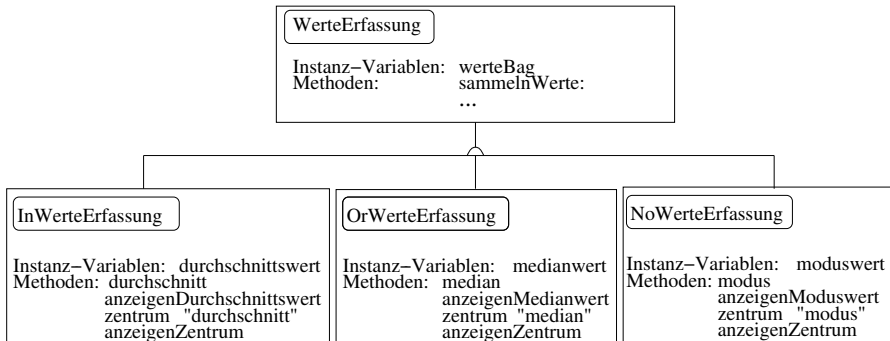 WerteErfassung
Instanz−Variablen: werteBag
Methoden: sammelnWerte:
...
InWerteErfassung
Instanz−Variablen: durchschnittswert
Methoden: durchschnitt
anzeigenDurchschnittswert
zentrum "durchschnitt"
anzeigenZentrum
OrWerteErfassung
Instanz−Variablen: medianwert
Methoden: median
anzeigenMedianwert
zentrum "median"
anzeigenZentrum
NoWerteErfassung
Instanz−Variablen: moduswert
Methoden: modus
anzeigenModuswert
zentrum "modus"
anzeigenZentrum